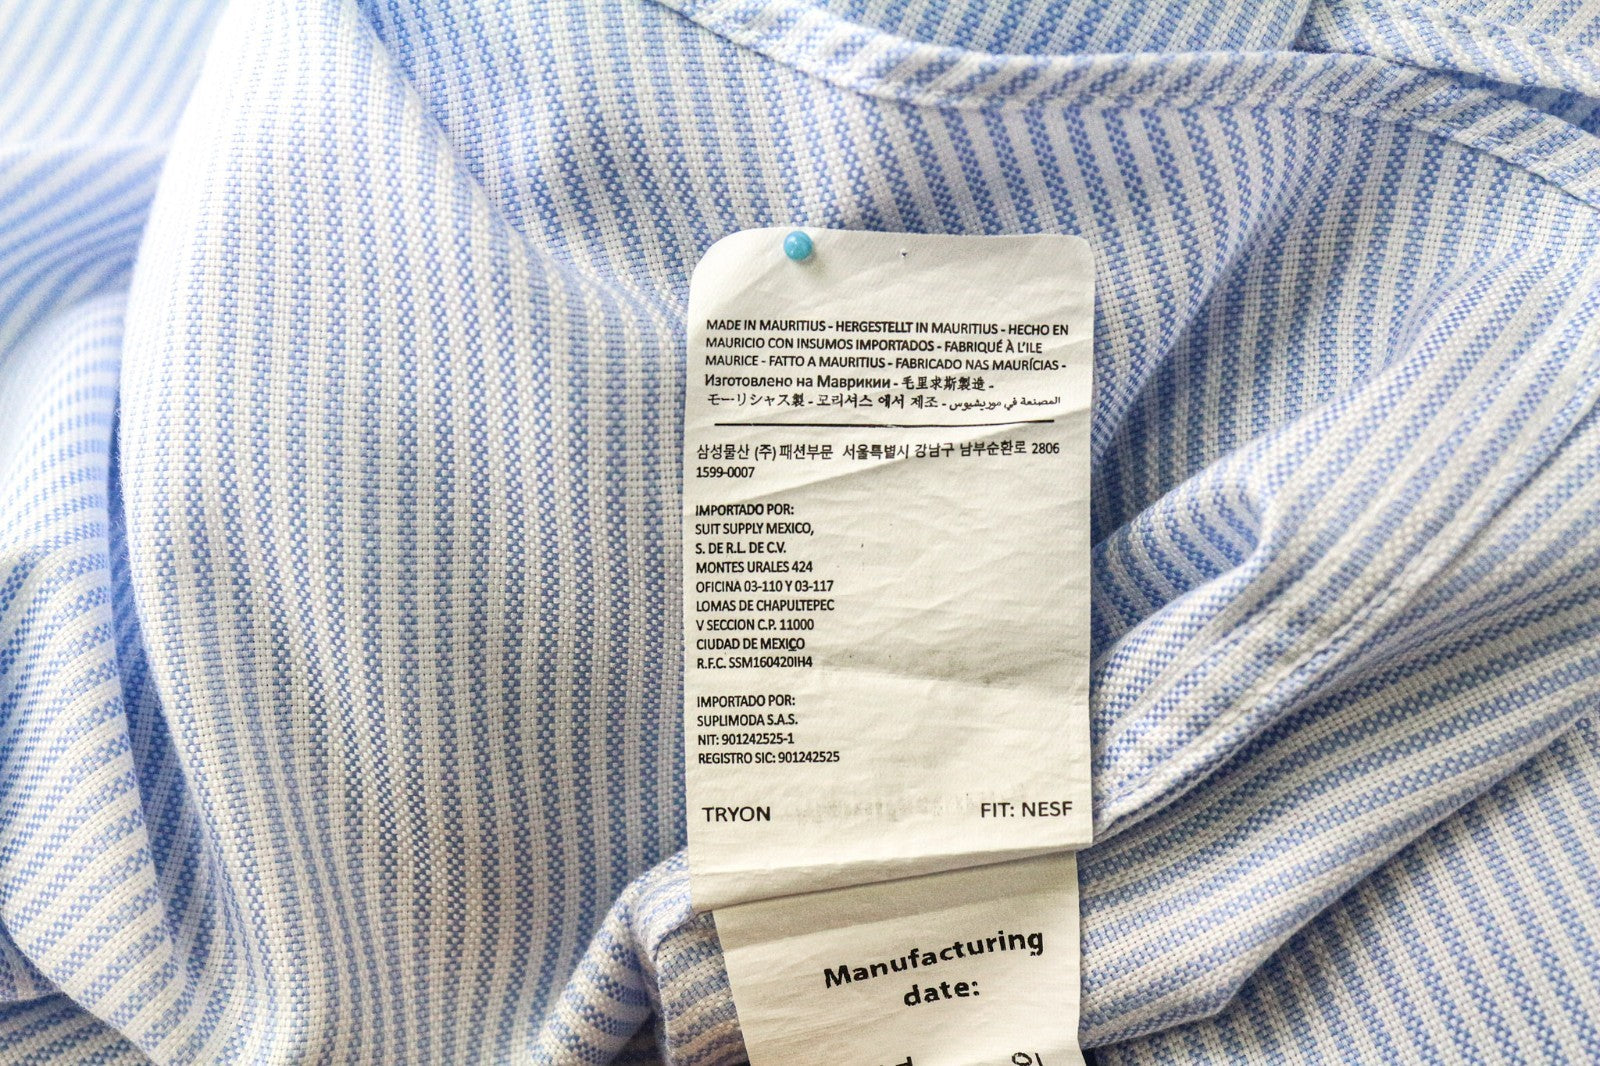 MADE IN MAURITIUS - HERGESTELLT IN MAURITIUS - HECHO EN
MAURICIO CON INSUMOS IMPORTADOS - FABRIQUÉ À L'ILE
MAURICE - FATTO A MAURITIUS - FABRICADO NAS MAURÍCIAS -
Изготовлено на Маврикии - 毛里求斯製造 -
モーリシャス製 - 모리셔스 에서 제조 - المصنعة في موريشيوس
삼성물산 (주) 패션부문 서울특별시 강남구 남부순환로 2806
1599-0007
IMPORTADO POR:
SUIT SUPPLY MEXICO,
S. DE R.L. DE C.V.
MONTES URALES 424
OFICINA 03-110 Y 03-117
LOMAS DE CHAPULTEPEC
V SECCION C.P. 11000
CIUDAD DE MEXICO
R.F.C. SSM160420IH4
IMPORTADO POR:
SUPLIMODA S.A.S.
NIT: 901242525-1
REGISTRO SIC: 901242525
TRYON FIT: NESF
Manufacturing
date: